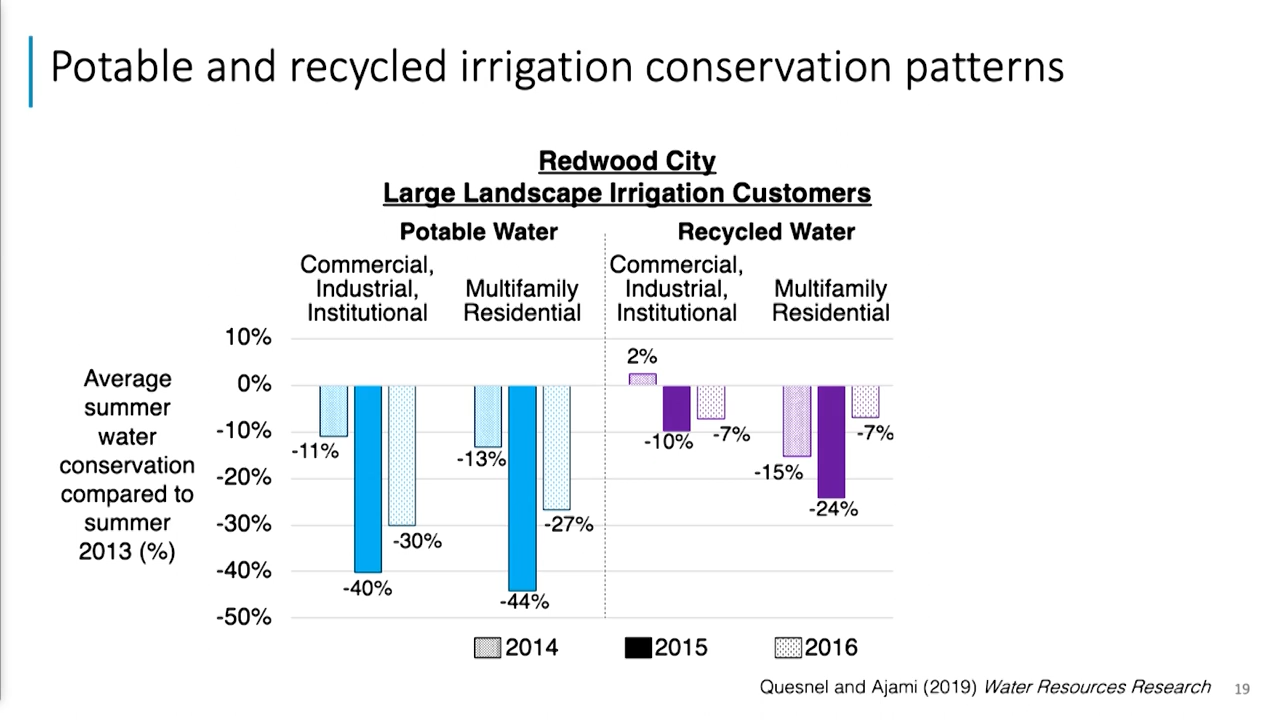 Potable and recycled irrigation conservation patterns
Redwood City
Large Landscape Irrigation Customers
Potable Water
Recycled Water
Commercial,
Industrial,
Institutional
Multifamily
Residential
Commercial,
Industrial,
Institutional
Multifamily
Residential
Average
summer
water
conservation
compared to
summer
2013 (%)
10%
0%
-10%
-20%
-30%
-40%
-50%
-11%
-40%
-30%
-13%
-44%
-27%
2%
-10%
-7%
-15%
-24%
-7%
2014
2015
2016
Quesnel and Ajami (2019) Water Resources Research
19